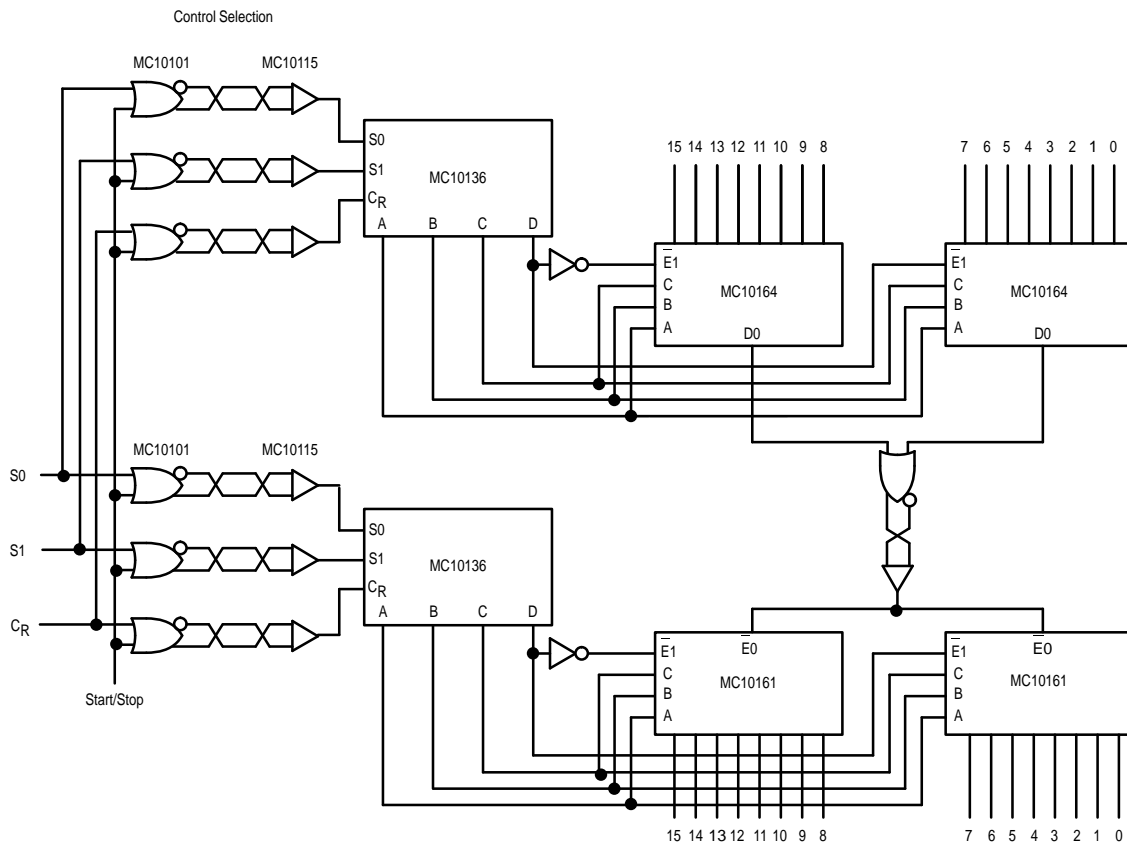 Control Selection
MC10101 MC10115
S0
S1
CR
MC10136
A B C D
15 14 13 12 11 10 9 8
7 6 5 4 3 2 1 0
E1
C
B
A
MC10164
D0
E1
C
B
A
MC10164
D0
MC10101 MC10115
S0
S1
CR
Start/Stop
S0
S1
CR
MC10136
A B C D
E1
C
B
A
E0
MC10161
E1
C
B
A
E0
MC10161
15 14 13 12 11 10 9 8
7 6 5 4 3 2 1 0